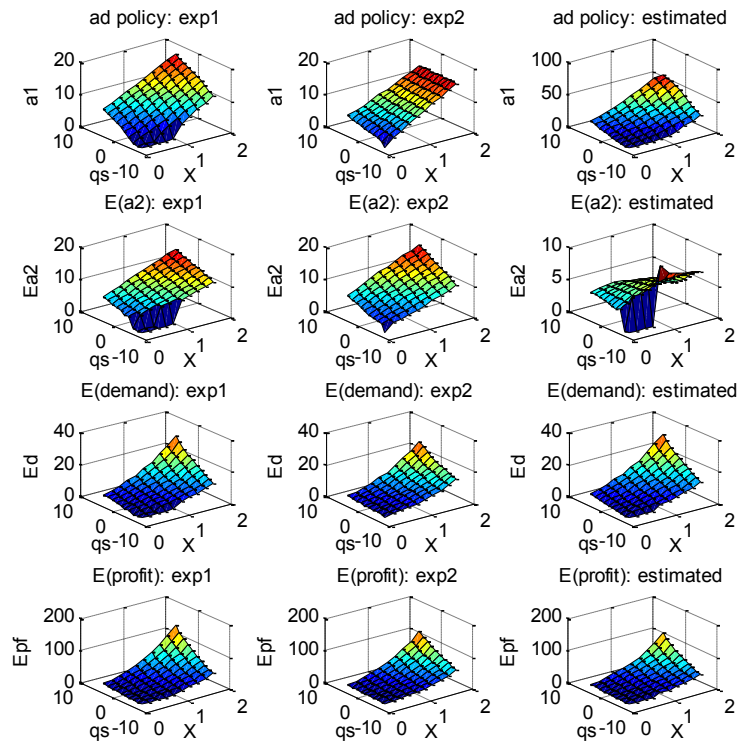 ad policy: exp1
ad policy: exp2
ad policy: estimated
20
10
0
a1
10
0
-10
qs
0
1
2
X
20
10
0
a1
10
0
-10
qs
0
1
2
X
100
50
0
a1
10
0
-10
qs
0
1
2
X
E(a2): exp1
E(a2): exp2
E(a2): estimated
20
10
0
Ea2
10
0
-10
qs
0
1
2
X
20
10
0
Ea2
10
0
-10
qs
0
1
2
X
10
5
0
Ea2
10
0
-10
qs
0
1
2
X
E(demand): exp1
E(demand): exp2
E(demand): estimated
40
20
0
Ed
10
0
-10
qs
0
1
2
X
40
20
0
Ed
10
0
-10
qs
0
1
2
X
40
20
0
Ed
10
0
-10
qs
0
1
2
X
E(profit): exp1
E(profit): exp2
E(profit): estimated
200
100
0
Epf
10
0
-10
qs
0
1
2
X
200
100
0
Epf
10
0
-10
qs
0
1
2
X
200
100
0
Epf
10
0
-10
qs
0
1
2
X